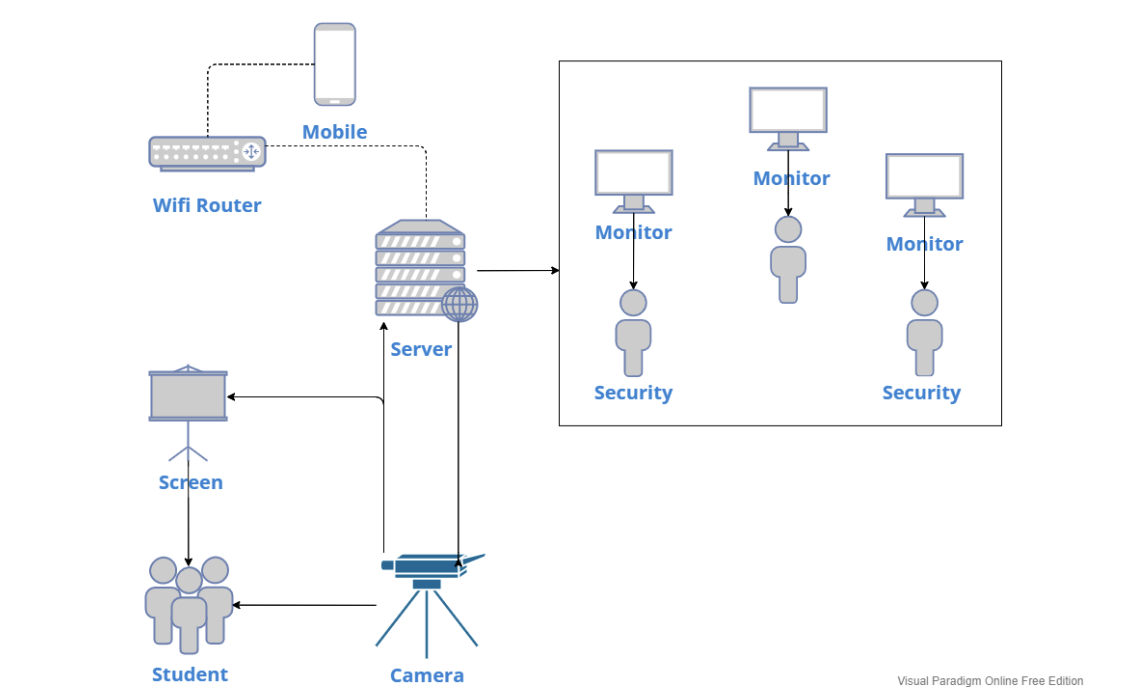 Mobile
Wifi Router
Monitor
Monitor
Monitor
Server
Security
Security
Screen
Student
Camera
Visual Paradigm Online Free Edition